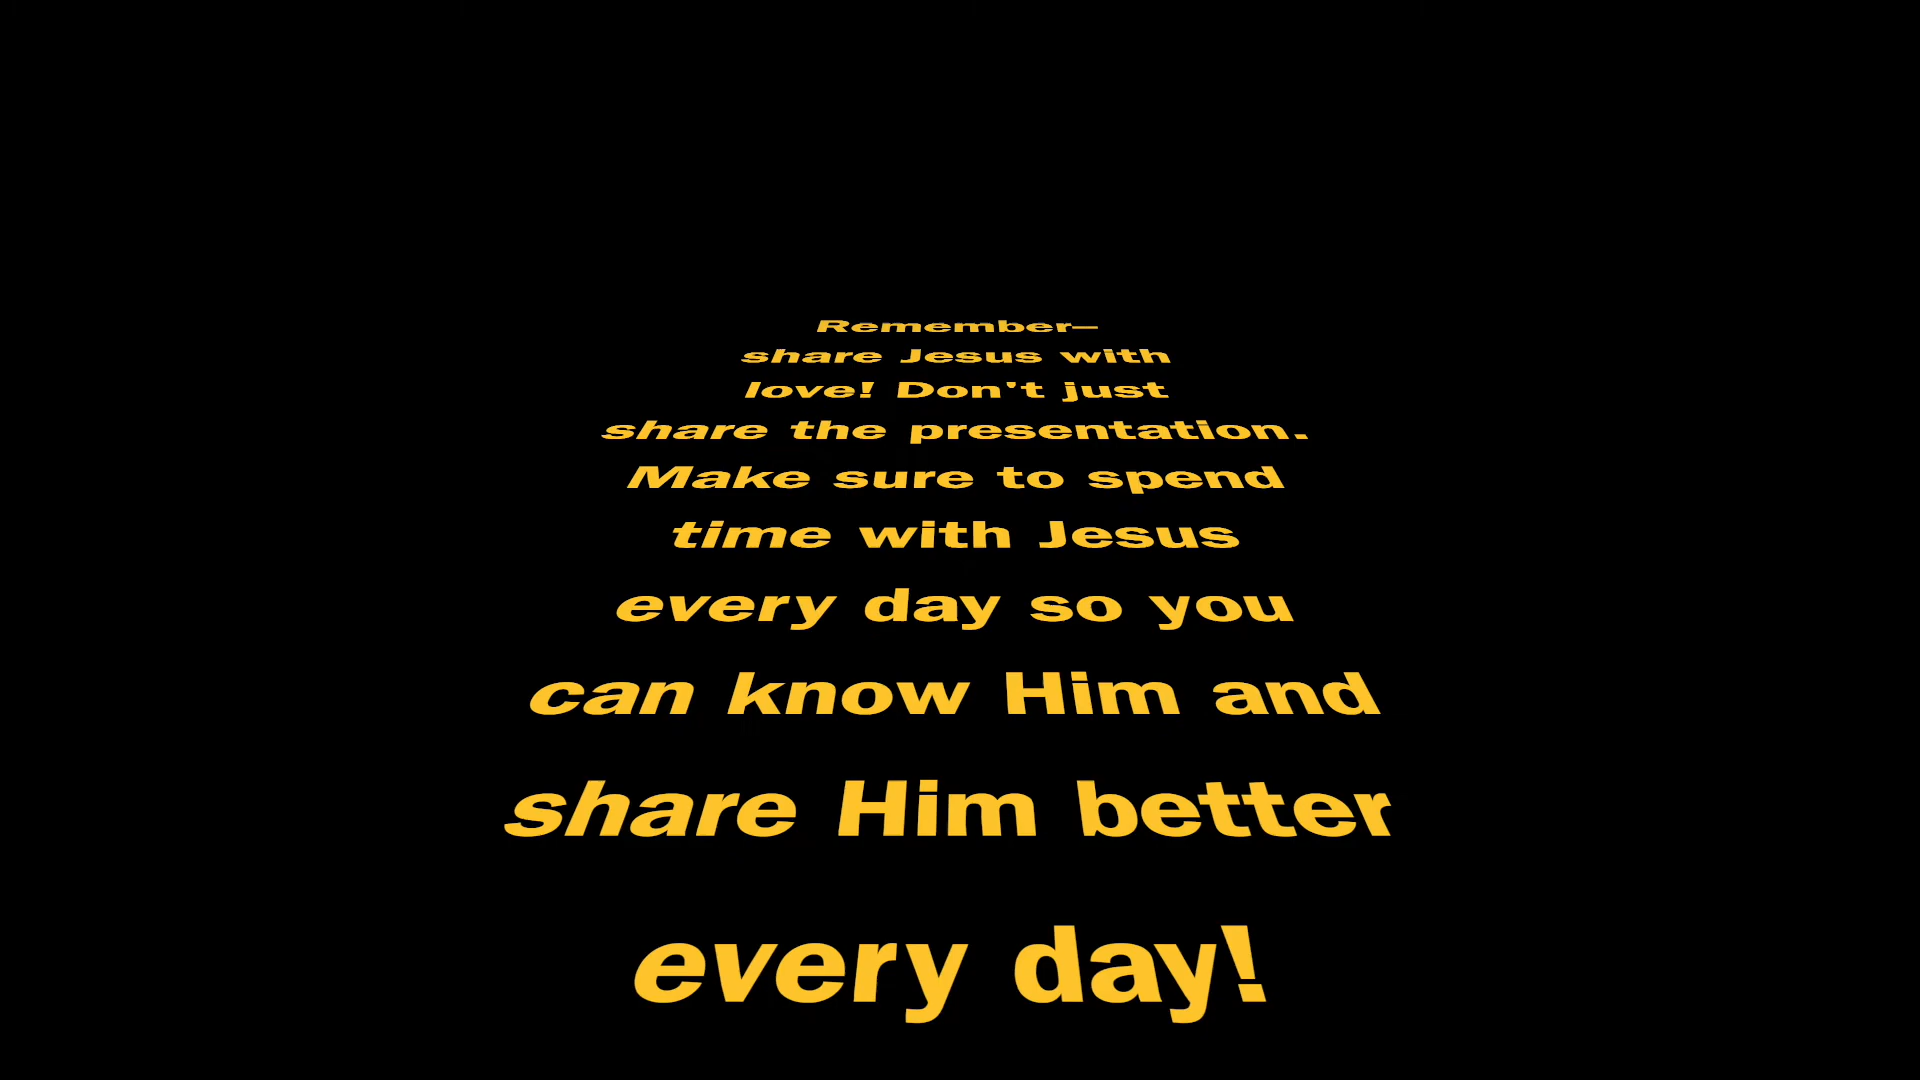 Remember—
share Jesus with
love! Don't just
share the presentation.
Make sure to spend
time with Jesus
every day so you
can know Him and
share Him better
every day!